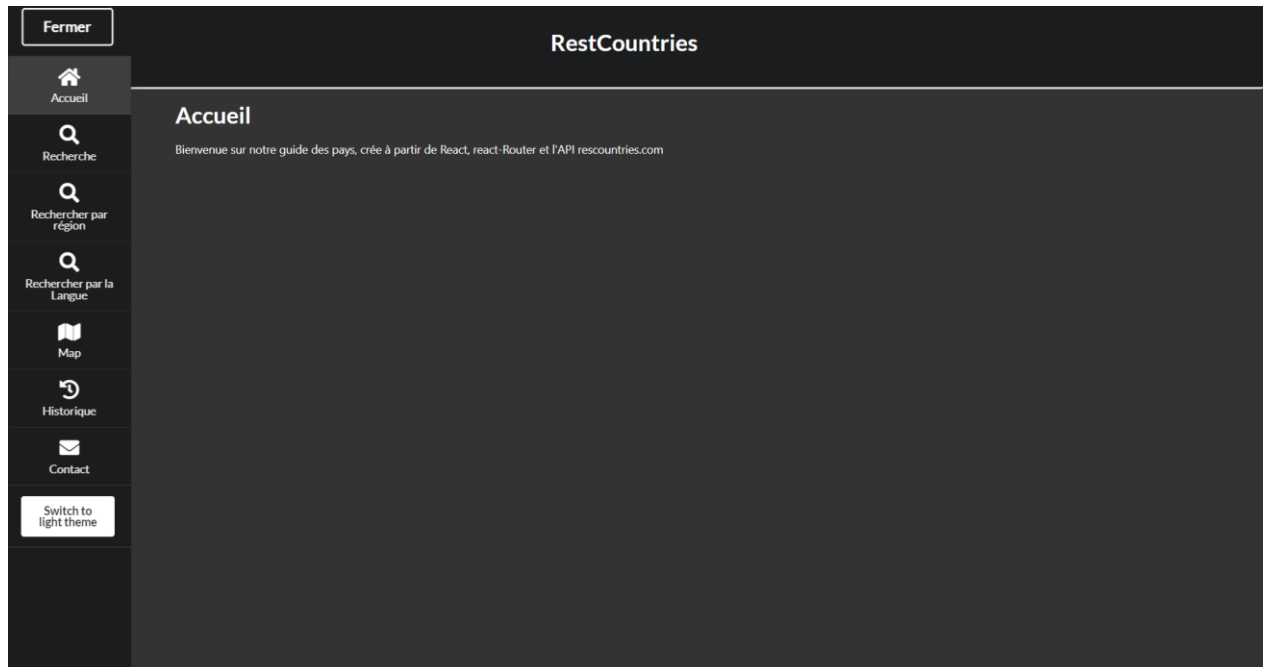 Fermer
RestCountries
Accueil
Recherche
Rechercher par
région
Rechercher par la
Langue
Map
Historique
Contact
Switch to
light theme
Accueil
Bienvenue sur notre guide des pays, crée à partir de React, react-Router et l'API rescountries.com